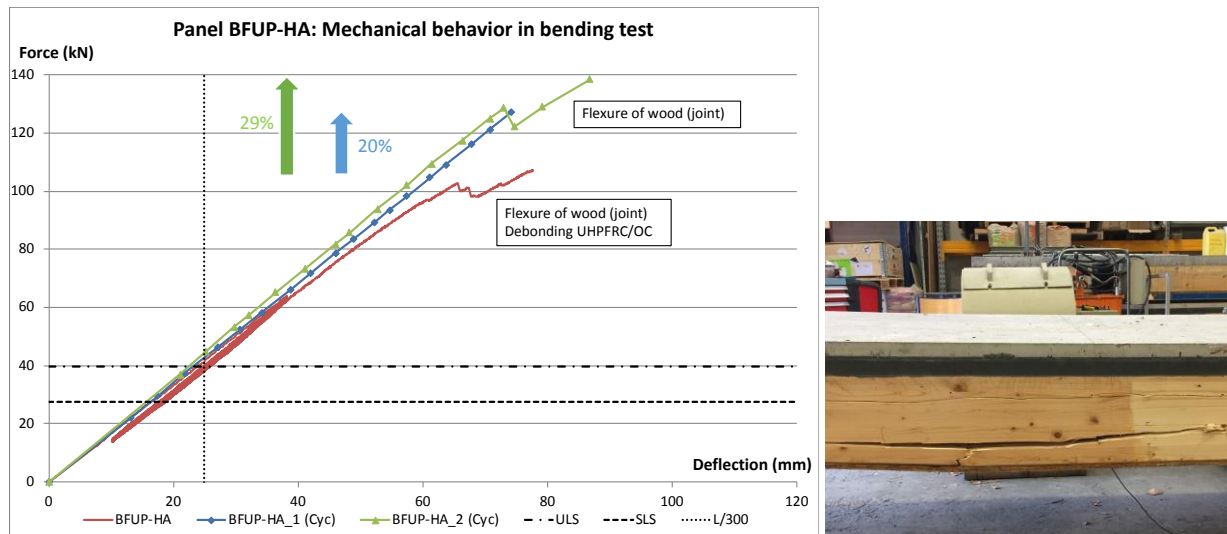 Panel BFUP-HA: Mechanical behavior in bending test
Force (kN)
140
120
100
80
60
40
20
0
29%
20%
Flexure of wood (joint)
Flexure of wood (joint)
Debonding UHPFRC/OC
Deflection (mm)
0 20 40 60 80 100 120
BFUP-HA BFUP-HA_1 (Cyc) BFUP-HA_2 (Cyc) ULS SLS L/300